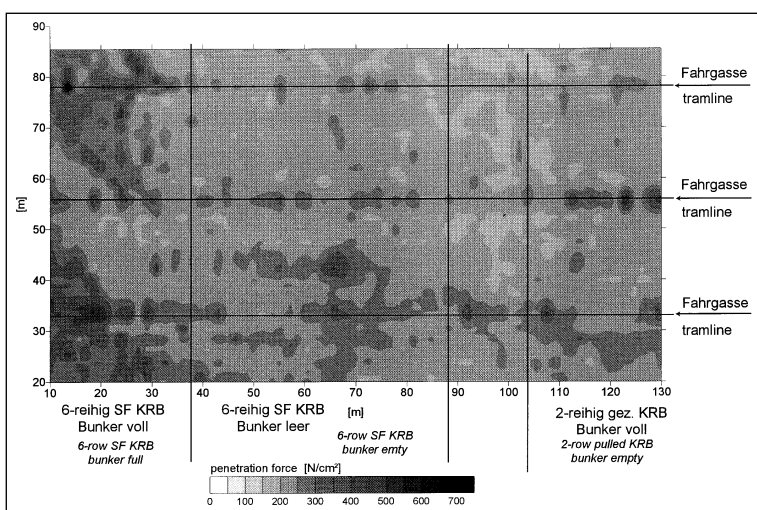 90
80
70
60
50
40
30
20
[m]
Fahrgasse
tramline
Fahrgasse
tramline
Fahrgasse
tramline
10 20 30 40 50 60 70 80 90 100 110 120 130
[m]
6-reihig SF KRB
Bunker voll
6-row SF KRB
bunker full
6-reihig SF KRB
Bunker leer
6-row SF KRB
bunker emty
2-reihig gez. KRB
Bunker voll
2-row pulled KRB
bunker empty
penetration force [N/cm²]
0 100 200 300 400 500 600 700